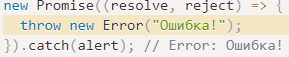 new Promise((resolve, reject) => {
  throw new Error("Ошибка!");
}).catch(alert); // Error: Ошибка!